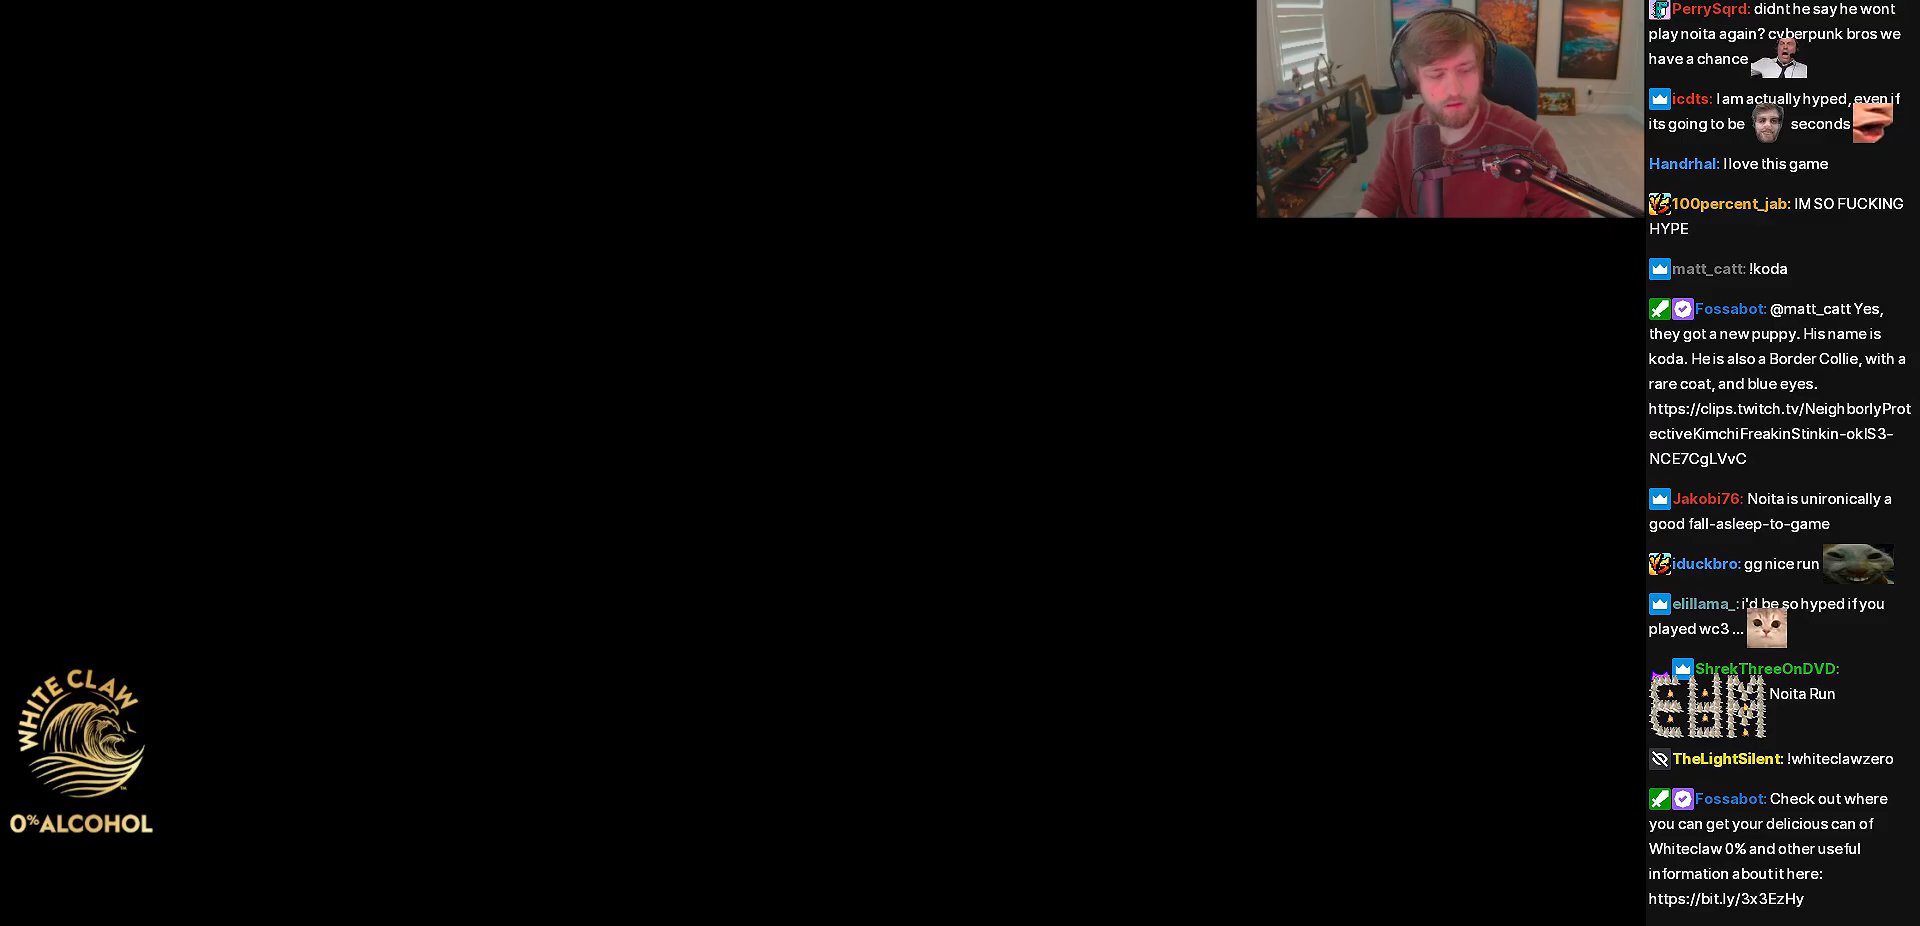 PerrySqrd: didnt he say he wont
play noita again? cyberpunk bros we
have a chance
icdts: I am actually hyped, even if
its going to be seconds
Handrhal: I love this game
100percent_jab: IM SO FUCKING
HYPE
matt_catt: !koda
Fossabot: @matt_catt Yes,
they got a new puppy. His name is
koda. He is also a Border Collie, with a
rare coat, and blue eyes.
https://clips.twitch.tv/NeighborlyProt
ectiveKimchiFreakinStinkin-okIS3-
NCE7CgLVvC
Jakobi76: Noita is unironically a
good fall-asleep-to-game
iduckbro: gg nice run
elillama_: i'd be so hyped if you
played wc3 ...
ShrekThreeOnDVD:
Noita Run
TheLightSilent: !whiteclawzero
Fossabot: Check out where
you can get your delicious can of
Whiteclaw 0% and other useful
information about it here:
https://bit.ly/3x3EzHy
WHITE CLAW
0% ALCOHOL